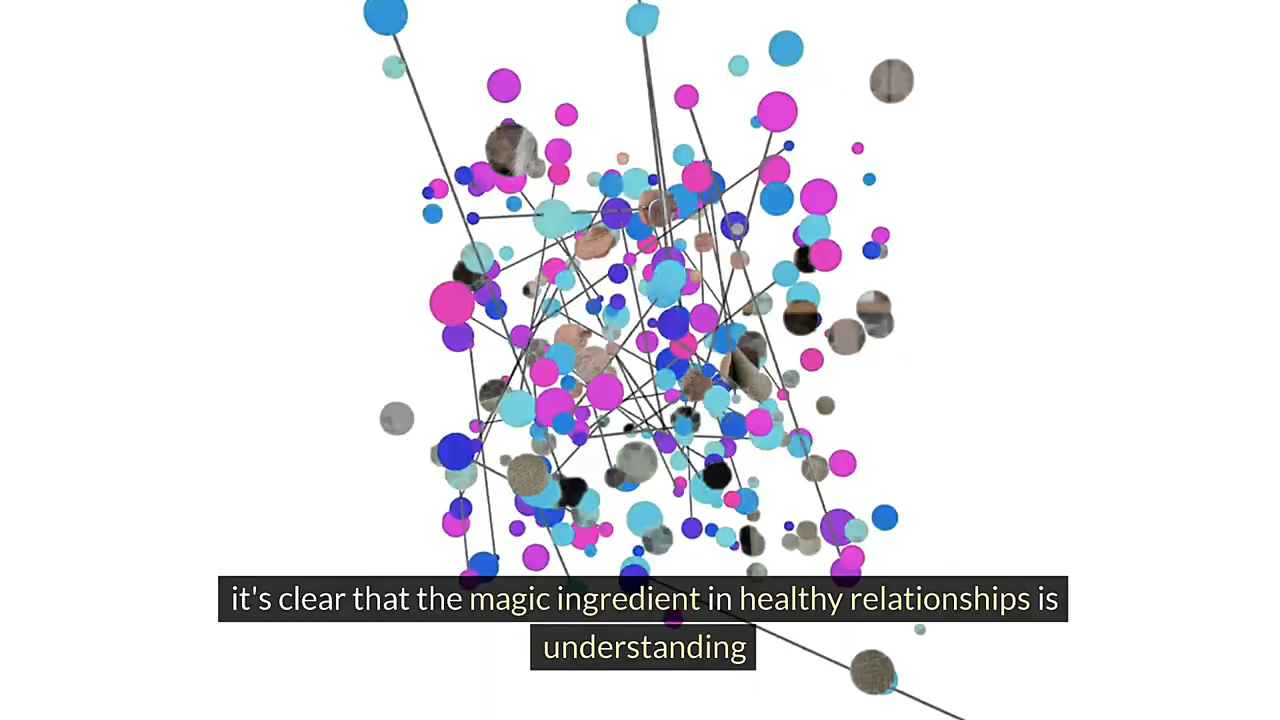 it's clear that the magic ingredient in healthy relationships is
understanding